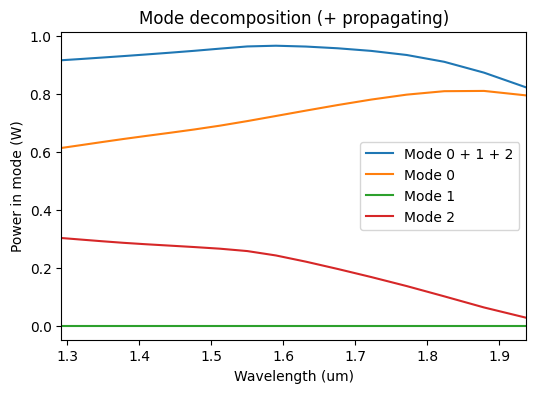 Mode decomposition (+ propagating)
Power in mode (W)
1.0
0.8
0.6
0.4
0.2
0.0
Mode 0 + 1 + 2
Mode 0
Mode 1
Mode 2
1.3 1.4 1.5 1.6 1.7 1.8 1.9
Wavelength (um)